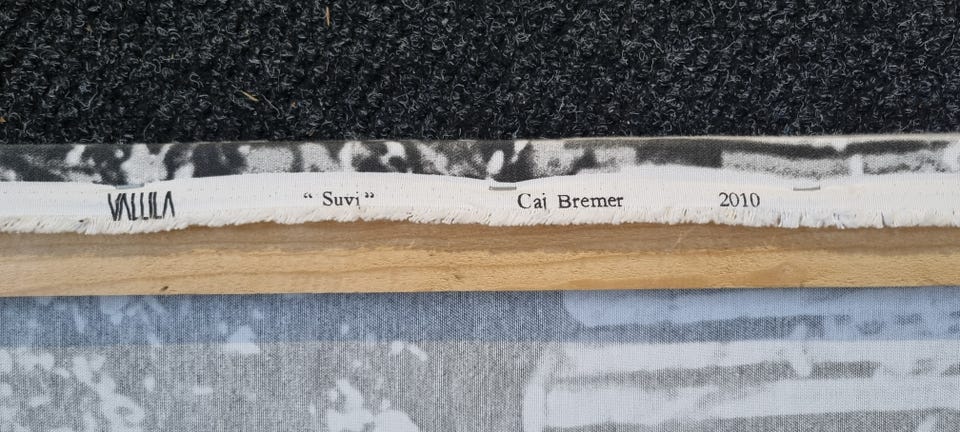 VALLILA “ Suvi” Cai Bremer 2010